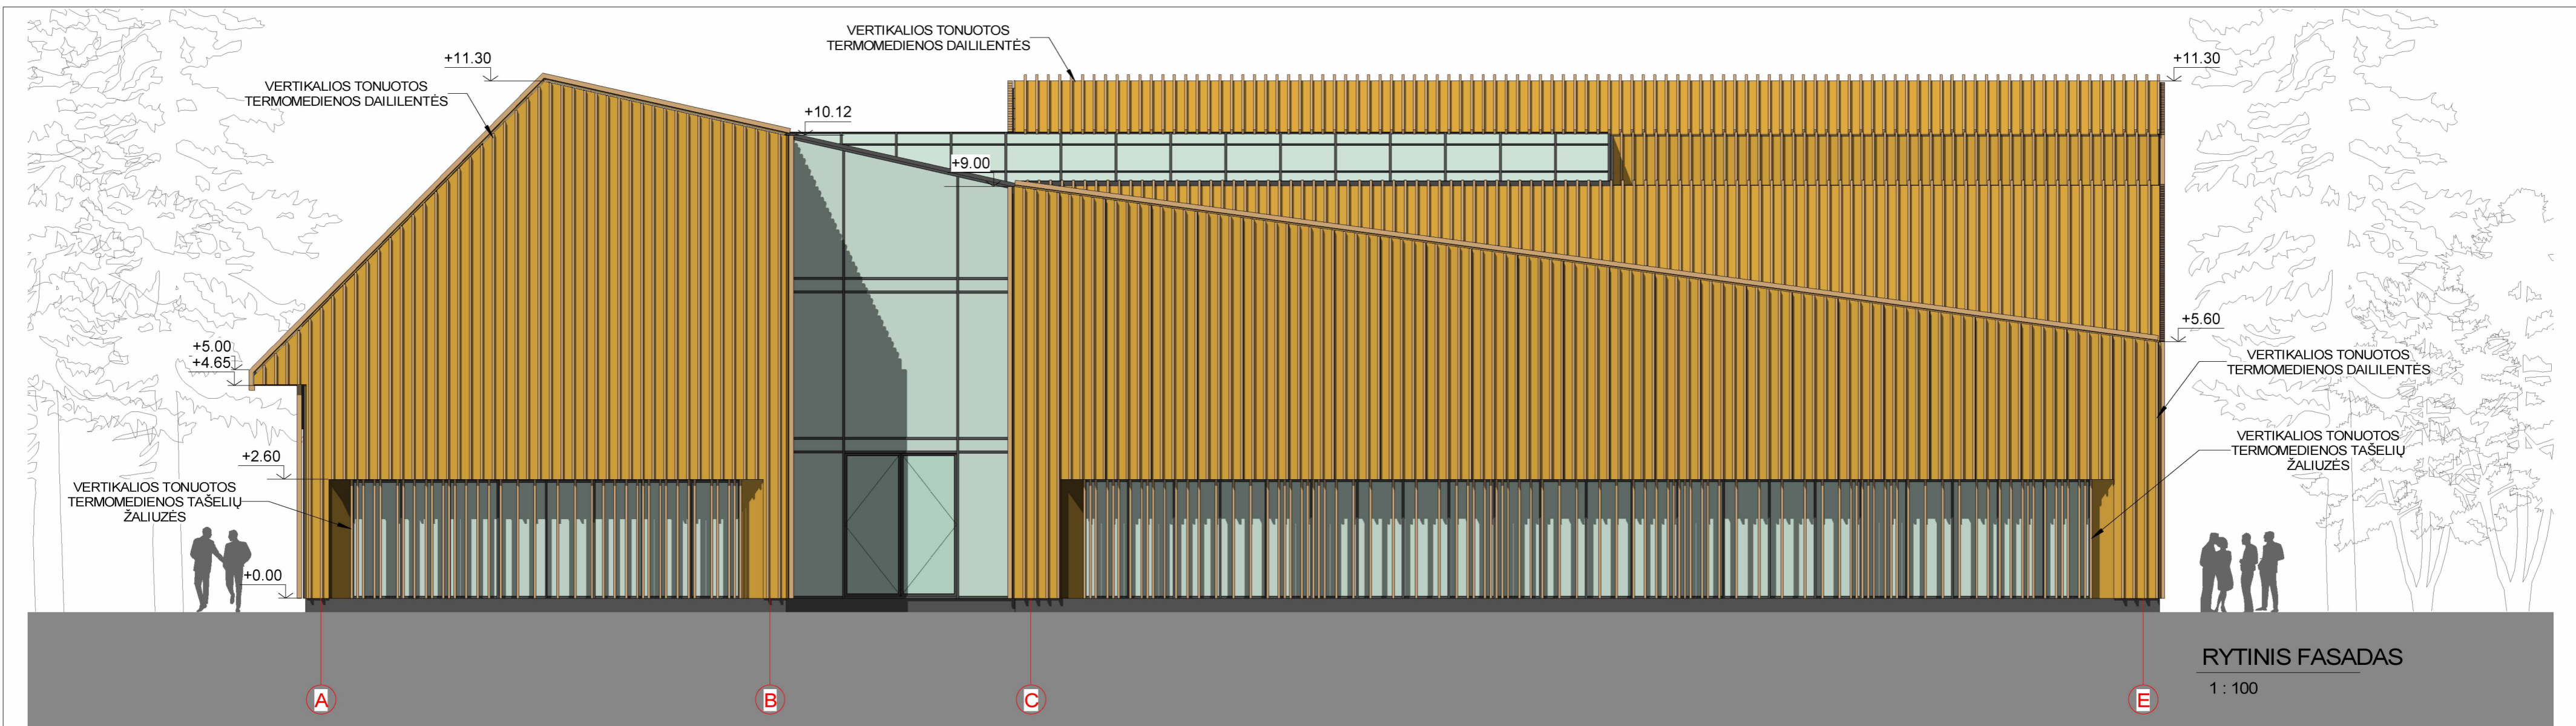 VERTIKALIOS TONUOTOS
TERMOMEDIENOS DAILILENTĖS
+11.30
VERTIKALIOS TONUOTOS
TERMOMEDIENOS DAILILENTĖS
+11.30
+10.12
+9.00
+5.00
+4.65
+5.60
VERTIKALIOS TONUOTOS
TERMOMEDIENOS DAILILENTĖS
VERTIKALIOS TONUOTOS
TERMOMEDIENOS TAŠELIŲ
ŽALIUZĖS
+2.60
VERTIKALIOS TONUOTOS
TERMOMEDIENOS TAŠELIŲ
ŽALIUZĖS
+0.00
RYTINIS FASADAS
1 : 100
A
B
C
E